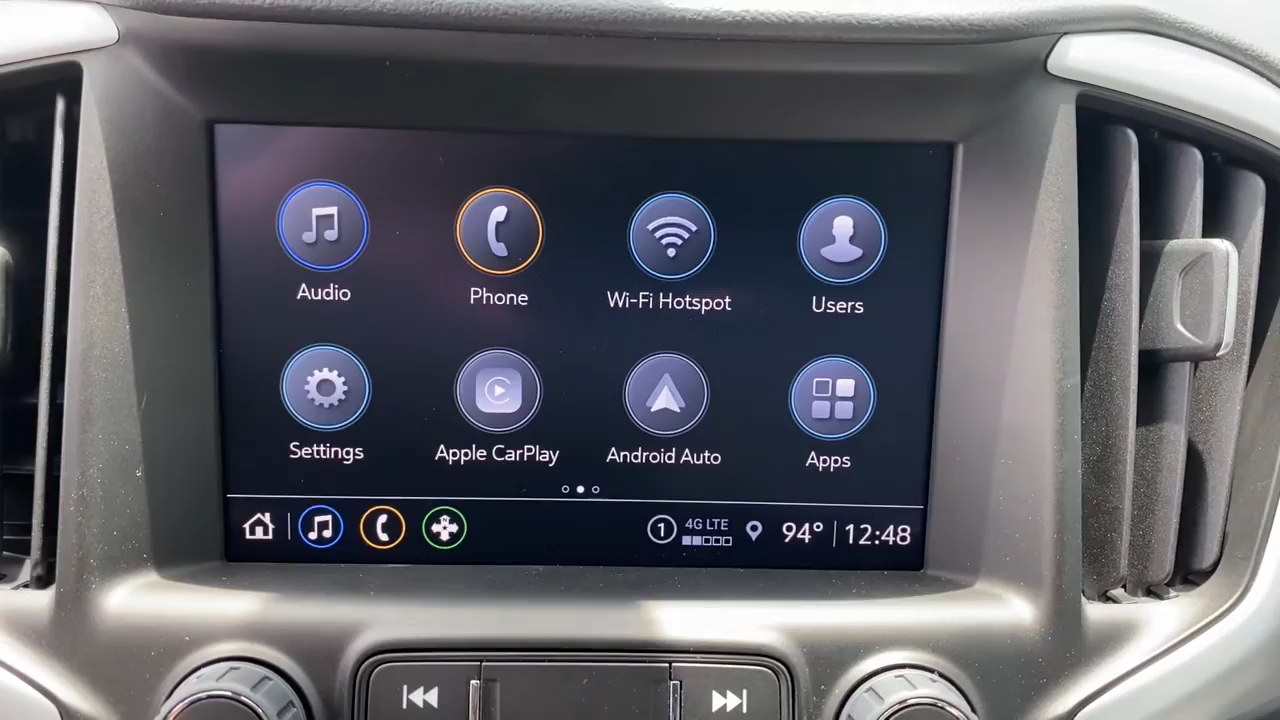 Audio
Phone
Wi-Fi Hotspot
Users
Settings
Apple CarPlay
Android Auto
Apps
1
4G LTE
94°
12:48